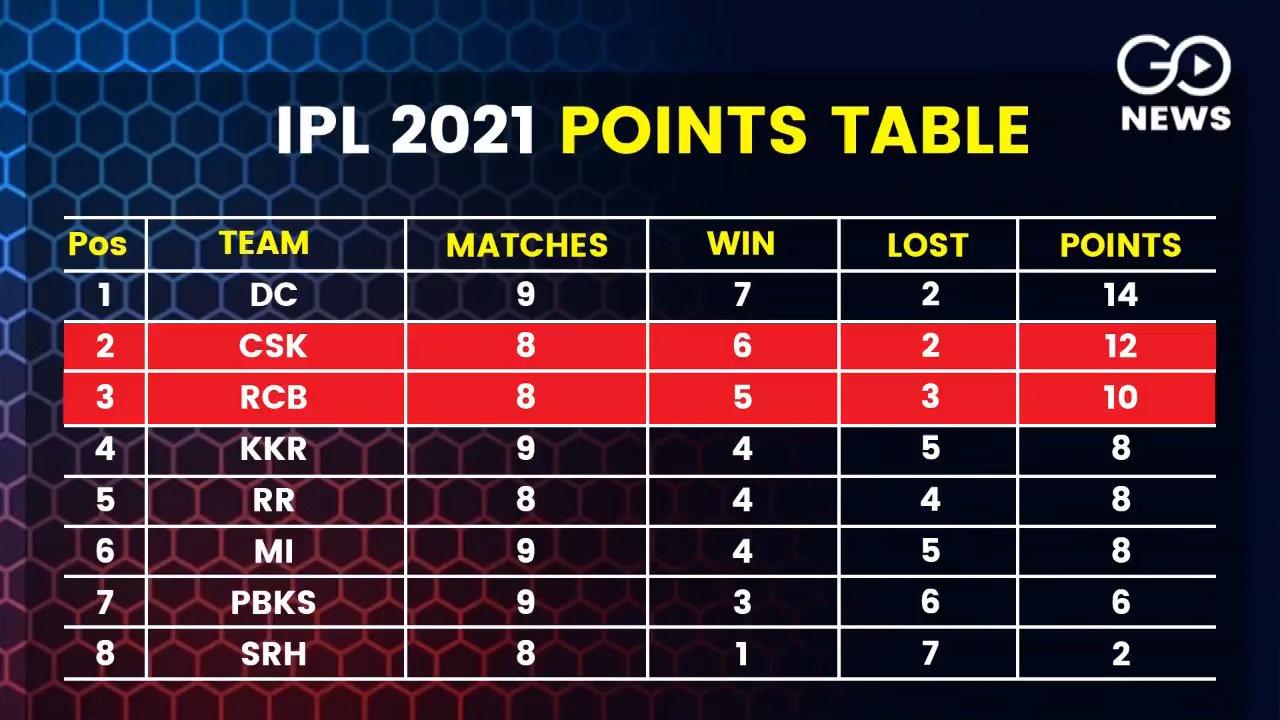 GO
NEWS
IPL 2021 POINTS TABLE
Pos TEAM MATCHES WIN LOST POINTS
1 DC 9 7 2 14
2 CSK 8 6 2 12
3 RCB 8 5 3 10
4 KKR 9 4 5 8
5 RR 8 4 4 8
6 MI 9 4 5 8
7 PBKS 9 3 6 6
8 SRH 8 1 7 2